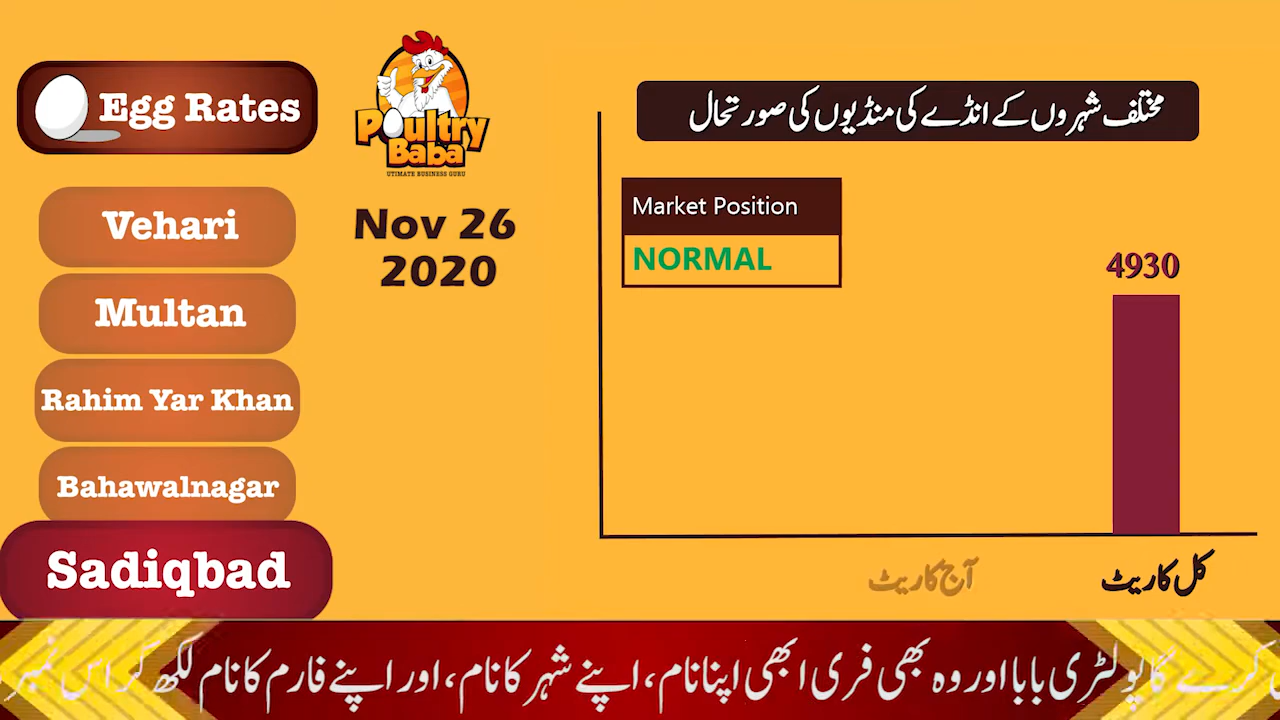 Egg Rates
Vehari
Multan
Rahim Yar Khan
Bahawalnagar
Sadiqbad
Poultry
Baba
UTIMATE BUSINESS GURU
Nov 26
2020
مختلف شہروں کے انڈے کی منڈیوں کی صورتحال
Market Position
NORMAL
4930
کل کا ریٹ
آج کا ریٹ
کرے گا پولٹری بابا اور وہ بھی فری ابھی اپنا نام، اپنے شہر کا نام، اور اپنے فارم کا نام لکھ کر اس نمبر